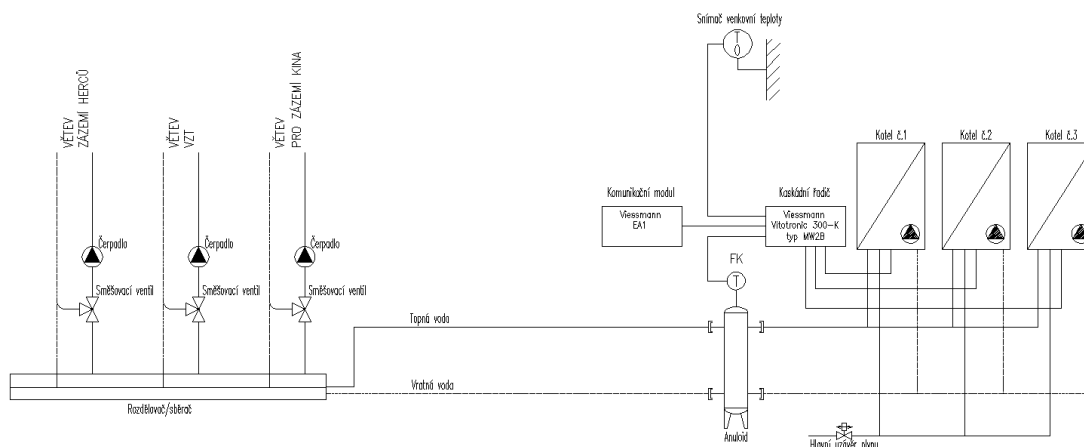 Snímač venkovní teploty
T
VĚTEV
ZÁZEMÍ HERCŮ
VĚTEV
VZT
VĚTEV
PRO ZÁZEMÍ KINA
Kotel č.1
Kotel č.2
Kotel č.3
Komunikační modul
Viessmann
EA1
Kaskádní řadič
Viessmann
Vitotronic 300-K
typ MW2B
Čerpadlo
Čerpadlo
Čerpadlo
FK
T
Směšovací ventil
Směšovací ventil
Směšovací ventil
Topná voda
Vratná voda
Rozdělovač/sběrač
Anuloid
Hlavní uzávěr plynu